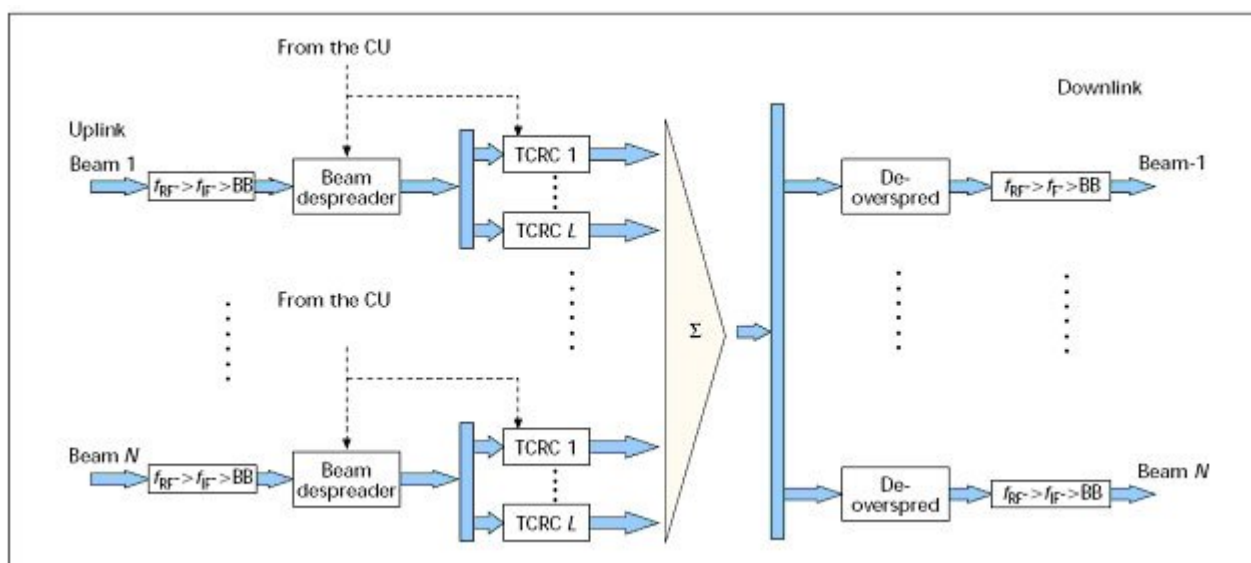 From the CU
Downlink
Uplink
Beam 1
fRF->fIF->BB
Beam
despreader
TCRC 1
TCRC L
De-
overspred
fRF->fF->BB
Beam-1
From the CU
Σ
Beam N
fRF->fIF->BB
Beam
despreader
TCRC 1
TCRC L
De-
overspred
fRF->fIF->BB
Beam N